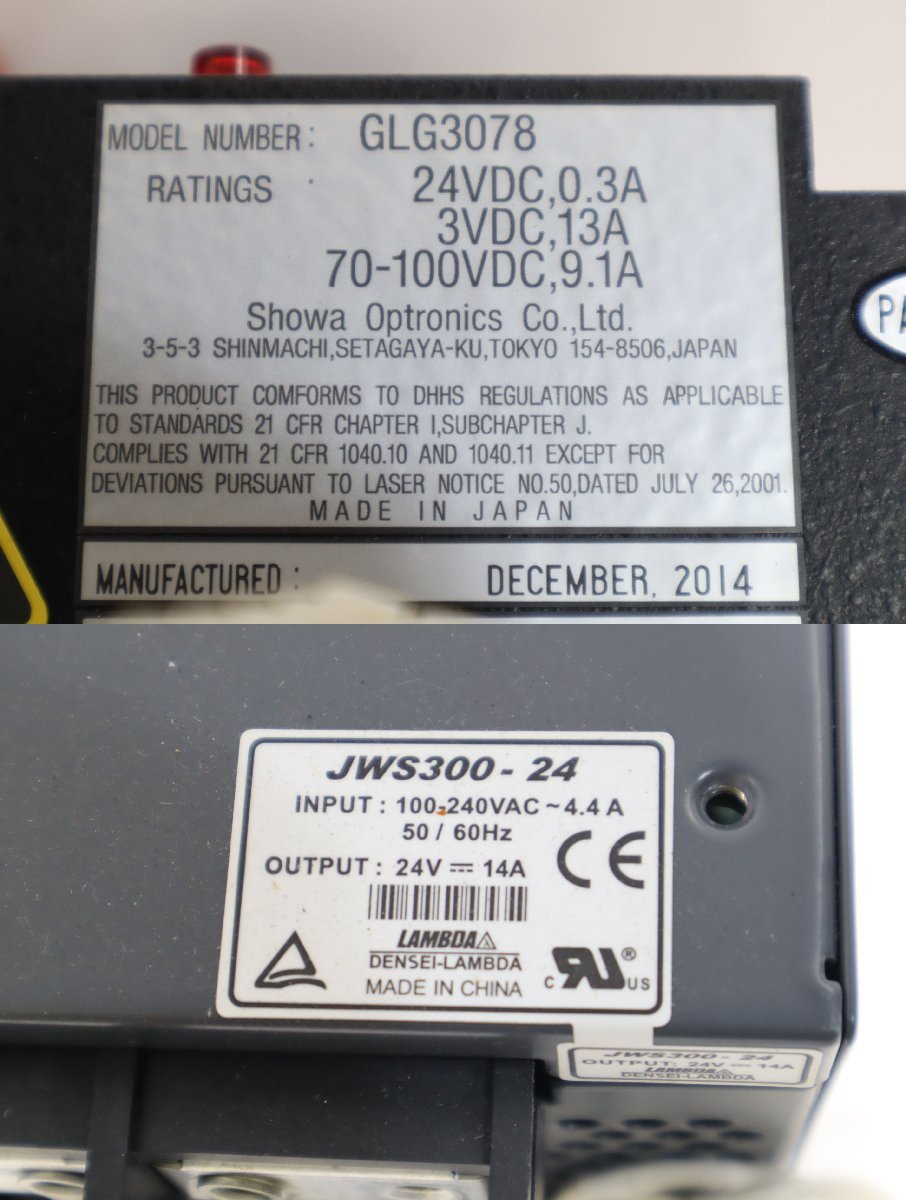 MODEL NUMBER: GLG3078
RATINGS : 24VDC,0.3A
3VDC,13A
70-100VDC,9.1A
Showa Optronics Co.,Ltd.
3-5-3 SHINMACHI,SETAGAYA-KU,TOKYO 154-8506,JAPAN
THIS PRODUCT COMFORMS TO DHHS REGULATIONS AS APPLICABLE
TO STANDARDS 21 CFR CHAPTER I,SUBCHAPTER J.
COMPLIES WITH 21 CFR 1040.10 AND 1040.11 EXCEPT FOR
DEVIATIONS PURSUANT TO LASER NOTICE NO.50,DATED JULY 26,2001.
MADE IN JAPAN
PA
MANUFACTURED: DECEMBER, 2014
JWS300-24
INPUT : 100-240VAC ~ 4.4 A
50 / 60Hz
OUTPUT : 24V ⎓ 14A
CE
LAMBDA
DENSEI-LAMBDA
MADE IN CHINA
c RU ® US
JWS300-24
OUTPUT: 24V ⎓ 14A
LAMBDA
DENSEI-LAMBDA